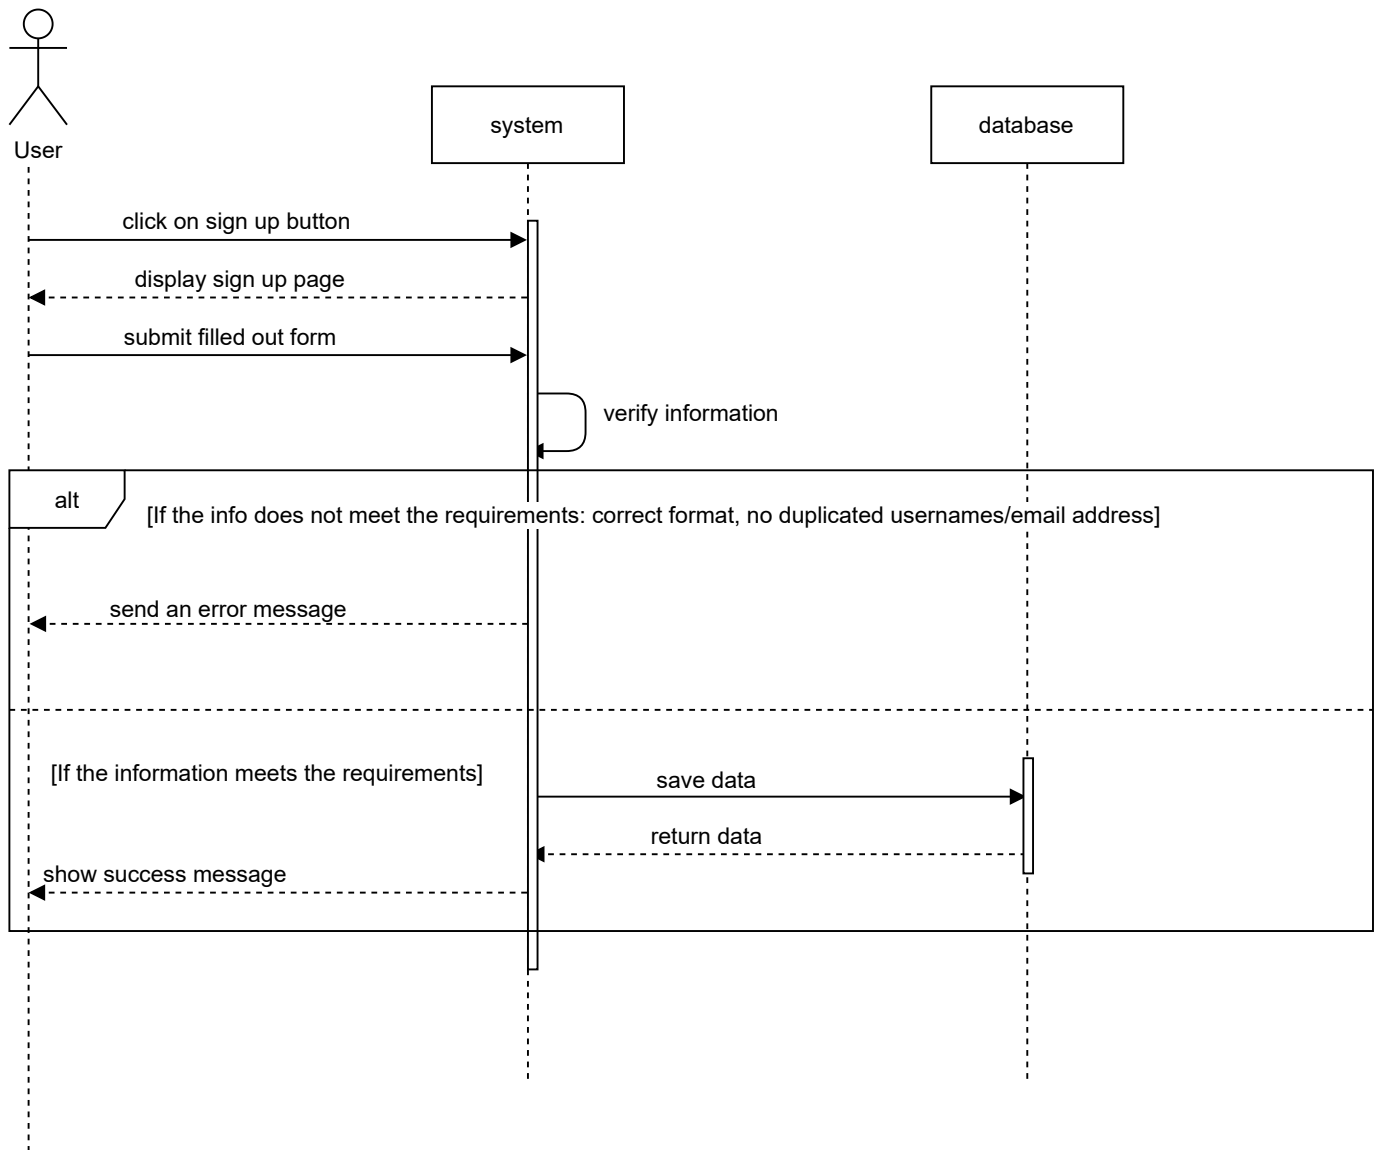 User
system
database
click on sign up button
display sign up page
submit filled out form
verify information
alt
[If the info does not meet the requirements: correct format, no duplicated usernames/email address]
send an error message
[If the information meets the requirements]
save data
return data
show success message